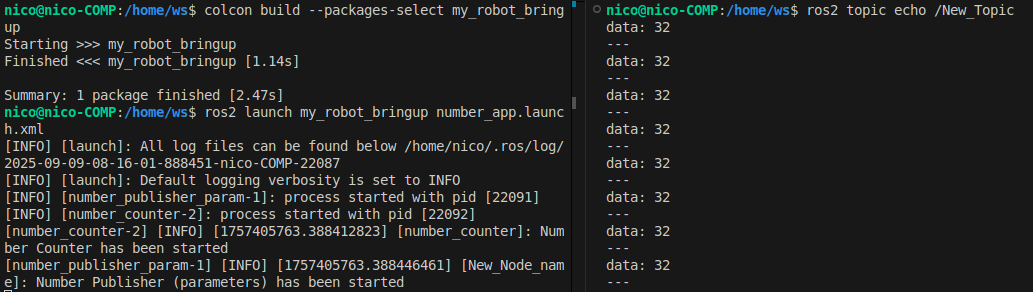 nico@nico-COMP:/home/ws$ colcon build --packages-select my_robot_bring
up
Starting >>> my_robot_bringup
Finished <<< my_robot_bringup [1.14s]

Summary: 1 package finished [2.47s]
nico@nico-COMP:/home/ws$ ros2 launch my_robot_bringup number_app.launc
h.xml
[INFO] [launch]: All log files can be found below /home/nico/.ros/log/
2025-09-09-08-16-01-888451-nico-COMP-22087
[INFO] [launch]: Default logging verbosity is set to INFO
[INFO] [number_publisher_param-1]: process started with pid [22091]
[INFO] [number_counter-2]: process started with pid [22092]
[number_counter-2] [INFO] [1757405763.388412823] [number_counter]: Num
ber Counter has been started
[number_publisher_param-1] [INFO] [1757405763.388446461] [New_Node_nam
e]: Number Publisher (parameters) has been started
nico@nico-COMP:/home/ws$ ros2 topic echo /New_Topic
data: 32
---
data: 32
---
data: 32
---
data: 32
---
data: 32
---
data: 32
---
data: 32
---
data: 32
---